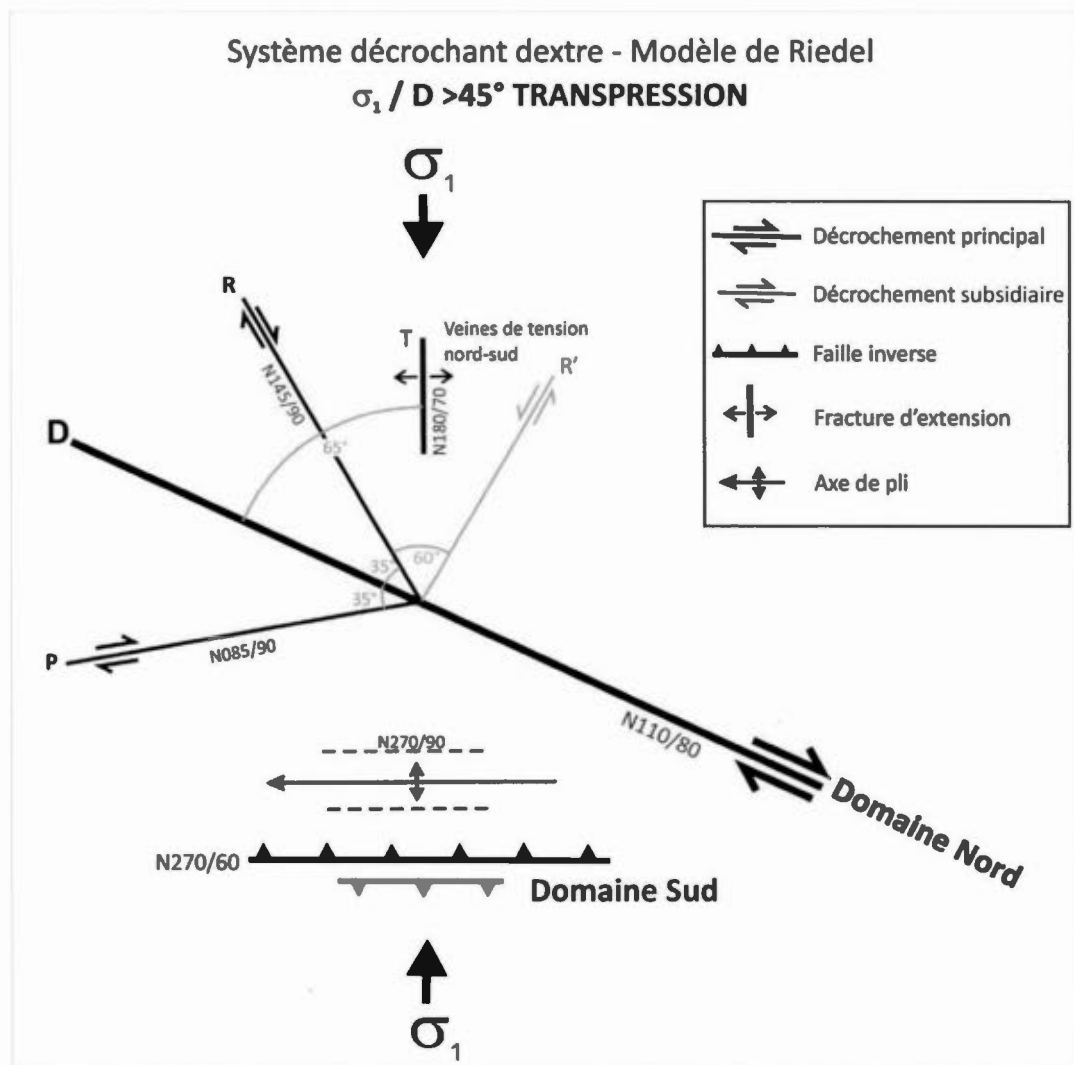 Système décrochant dextre - Modèle de Riedel
σ₁ / D >45° TRANSPRESSION
σ₁
Décrochement principal
Décrochement subsidiaire
Faille inverse
Fracture d'extension
Axe de pli
R
T
Veines de tension
nord-sud
R'
N145/90
N180/70
D
65°
35°
60°
35°
P
N085/90
N110/80
N270/90
Domaine Nord
N270/60
Domaine Sud
σ₁